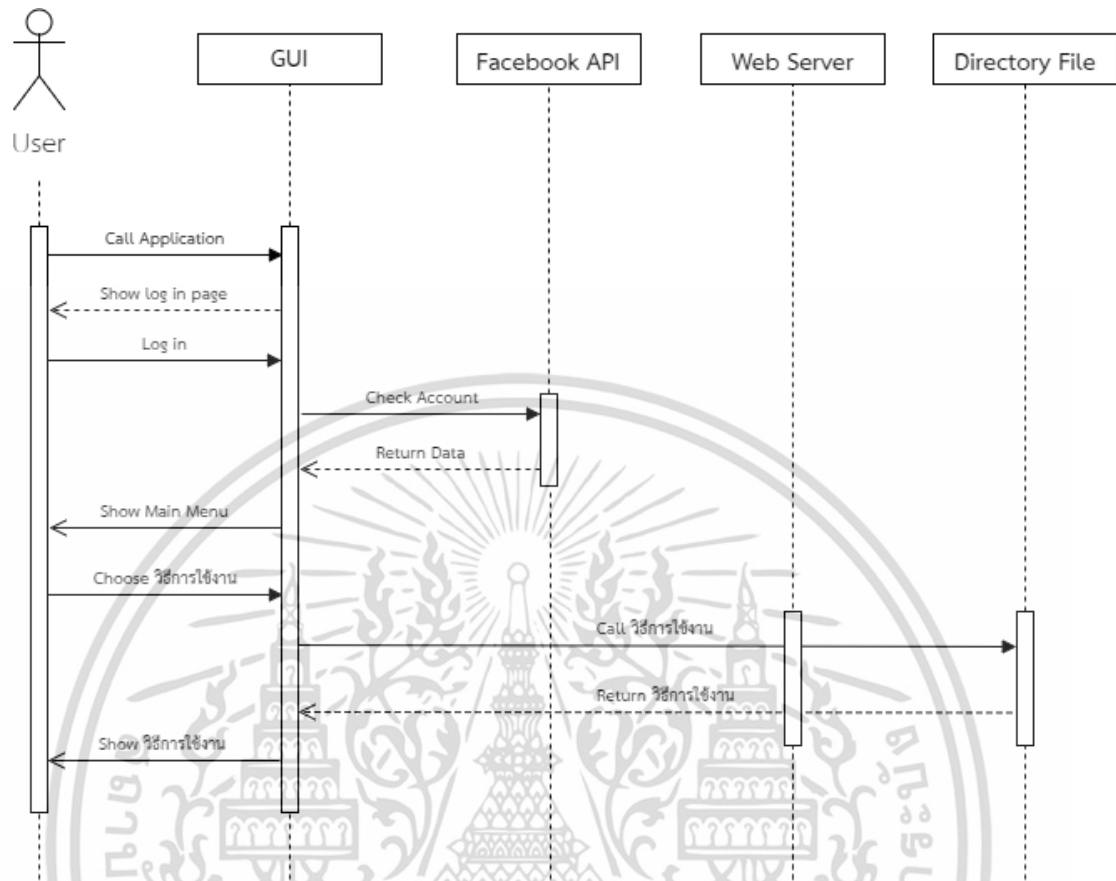 GUI
Facebook API
Web Server
Directory File
User
Call Application
Show log in page
Log in
Check Account
Return Data
Show Main Menu
Choose วิธีการใช้งาน
Call วิธีการใช้งาน
Return วิธีการใช้งาน
Show วิธีการใช้งาน